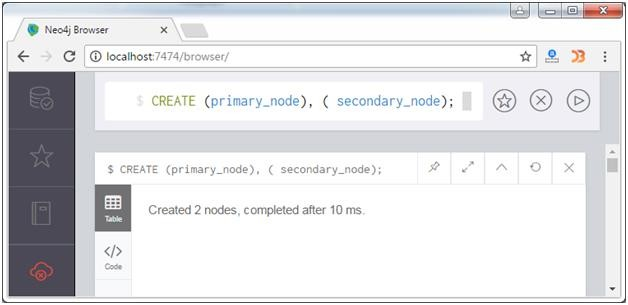 Neo4j Browser
localhost:7474/browser/
$ CREATE (primary_node), ( secondary_node);
$ CREATE (primary_node), ( secondary_node);
Table
Created 2 nodes, completed after 10 ms.
</>
Code